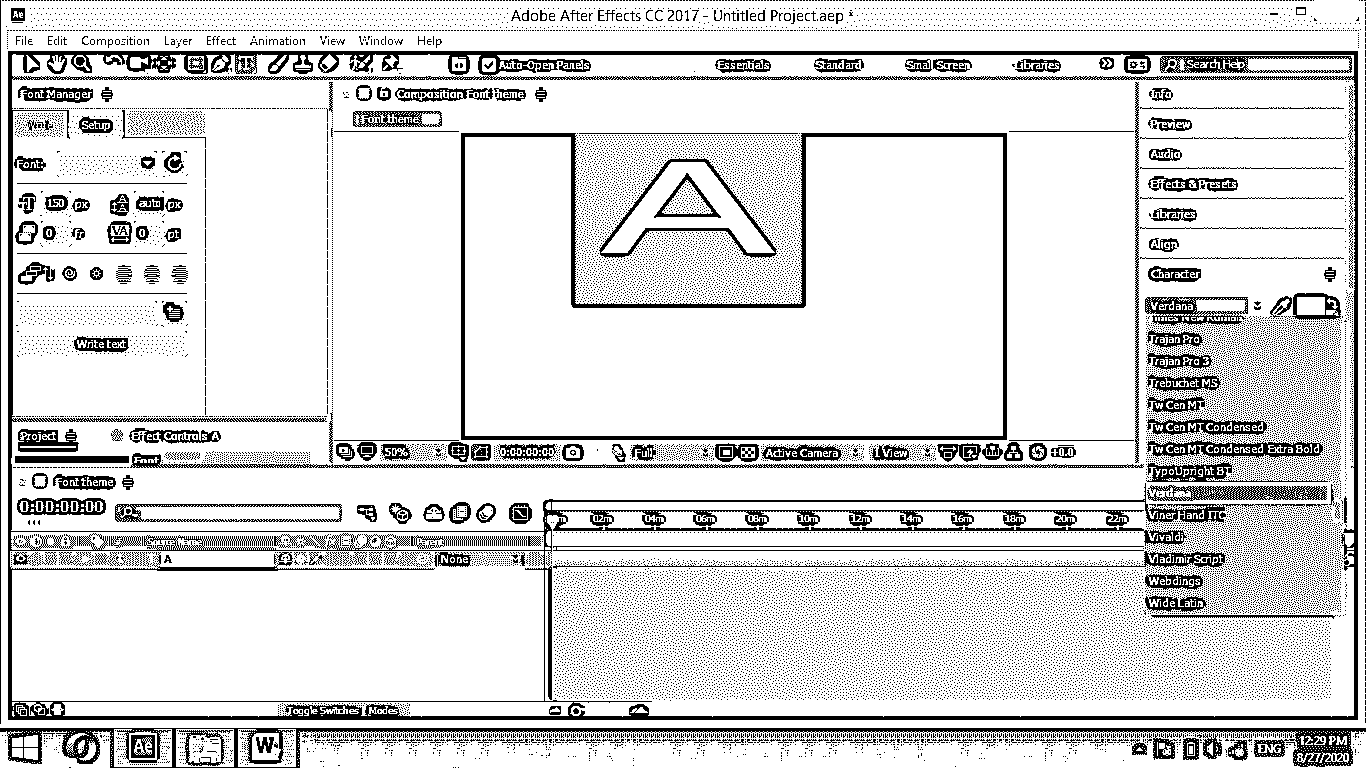 Ae Adobe After Effects CC 2017 - Untitled Project.aep *
File Edit Composition Layer Effect Animation View Window Help
Auto-Open Panels Essentials Standard Small Screen Libraries Search Help
Font Manager
Composition Font theme
Info
Setup
Font theme
Preview
Font:
Audio
Effects & Presets
150 px auto px
Libraries
0 0 pt
Align
Character
Verdana
A
Write text
Trajan Pro
Trajan Pro 3
Trebuchet MS
Tw Cen MT
Tw Cen MT Condensed
Tw Cen MT Condensed Extra Bold
TypoUpright BT
Verdana
Viner Hand ITC
Vivaldi
Vladimir Script
Webdings
Wide Latin
Project Effect Controls A
Font
50% 0:00:00:00 Full Active Camera 1 View +0.0
Font theme
0:00:00:00
02m 04m 06m 08m 10m 12m 14m 16m 18m 20m 22m
A None
Toggle Switches / Modes
Ae W ENG 12:29 PM
8/27/2020